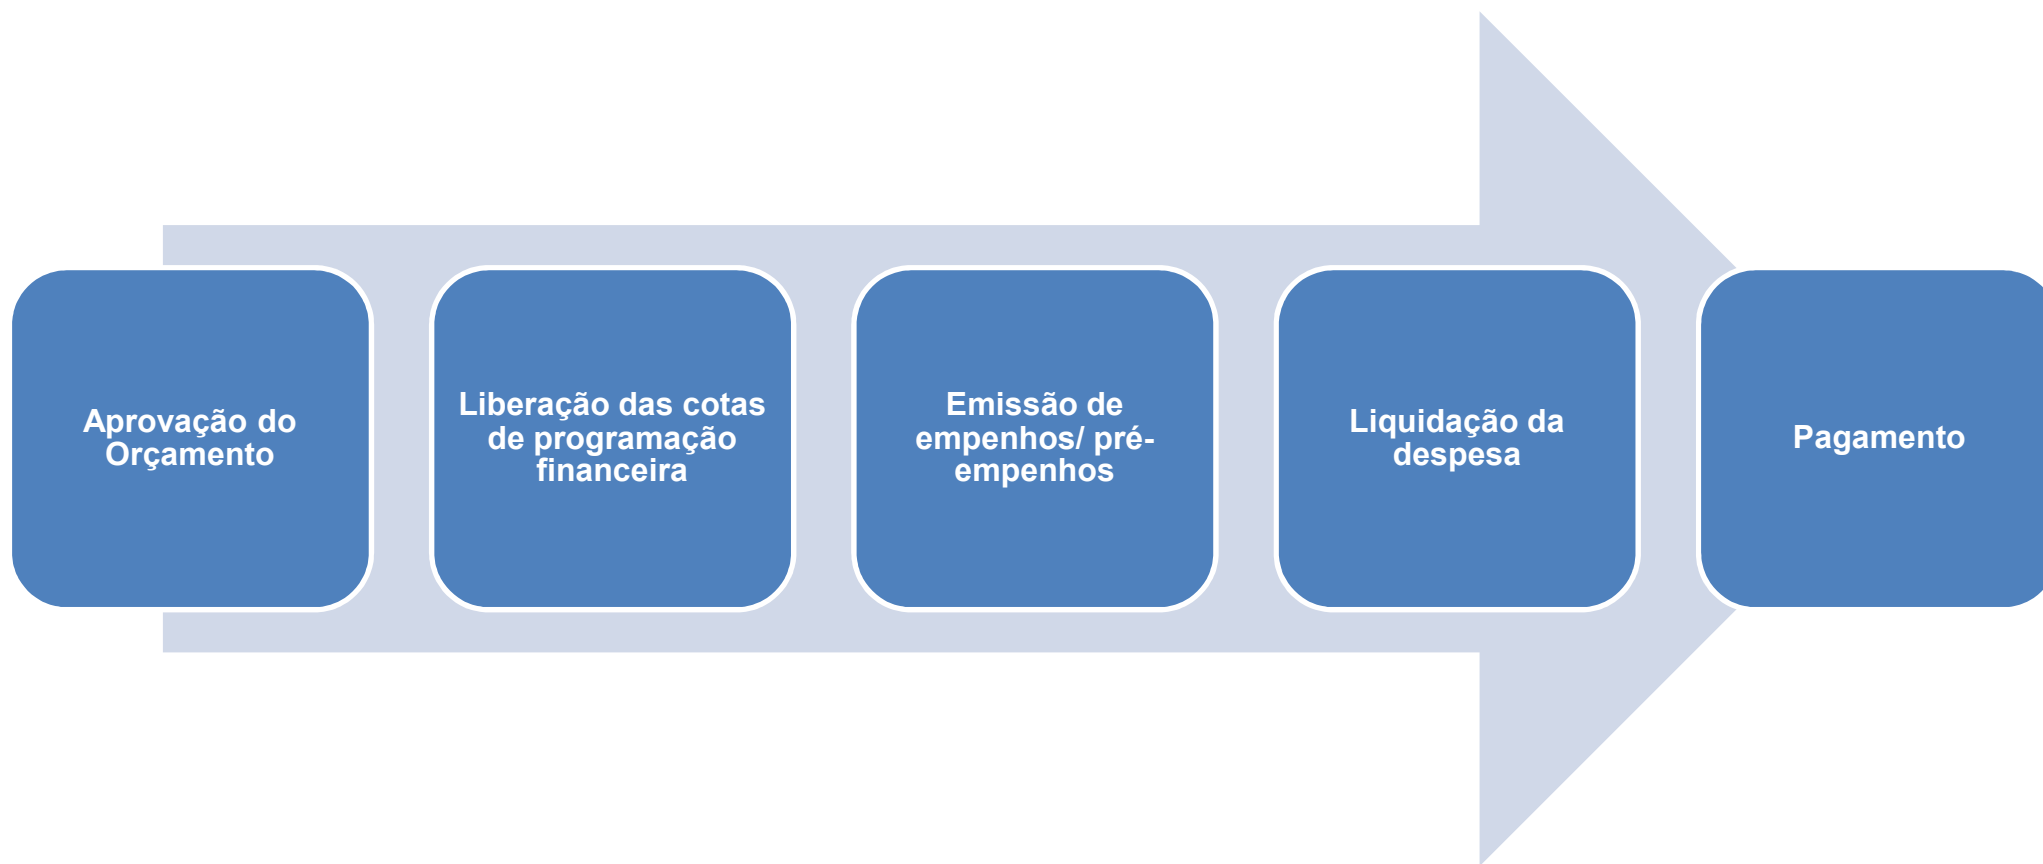 Aprovação do
Orçamento
Liberação das cotas
de programação
financeira
Emissão de
empenhos/ pré-
empenhos
Liquidação da
despesa
Pagamento